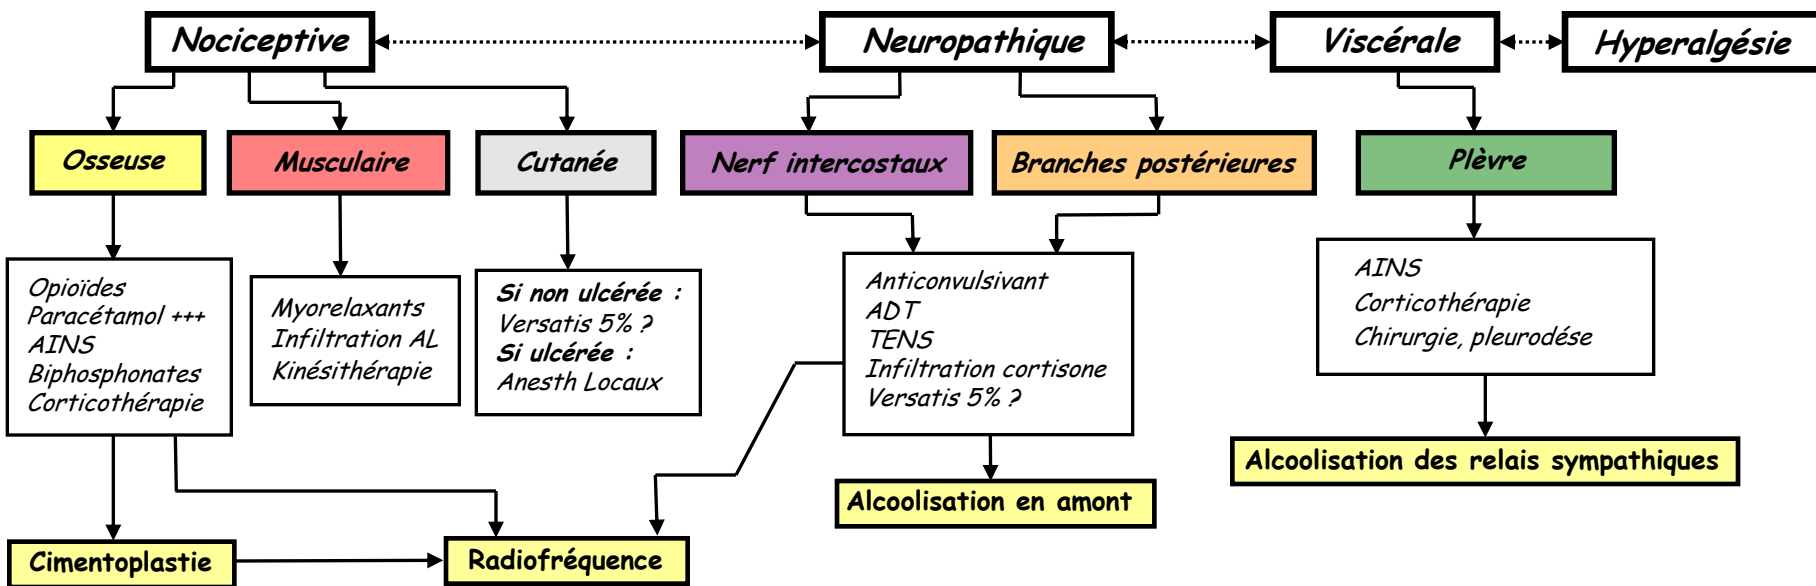 Nociceptive
Neuropathique
Viscérale
Hyperalgésie
Osseuse
Musculaire
Cutanée
Nerf intercostaux
Branches postérieures
Plèvre
Opioïdes
Paracétamol +++
AINS
Biphosphonates
Corticothérapie
Myorelaxants
Infiltration AL
Kinésithérapie
Si non ulcérée :
Versatis 5% ?
Si ulcérée :
Anesth Locaux
Anticonvulsivant
ADT
TENS
Infiltration cortisone
Versatis 5% ?
AINS
Corticothérapie
Chirurgie, pleurodése
Alcoolisation des relais sympathiques
Alcoolisation en amont
Cimentoplastie
Radiofréquence